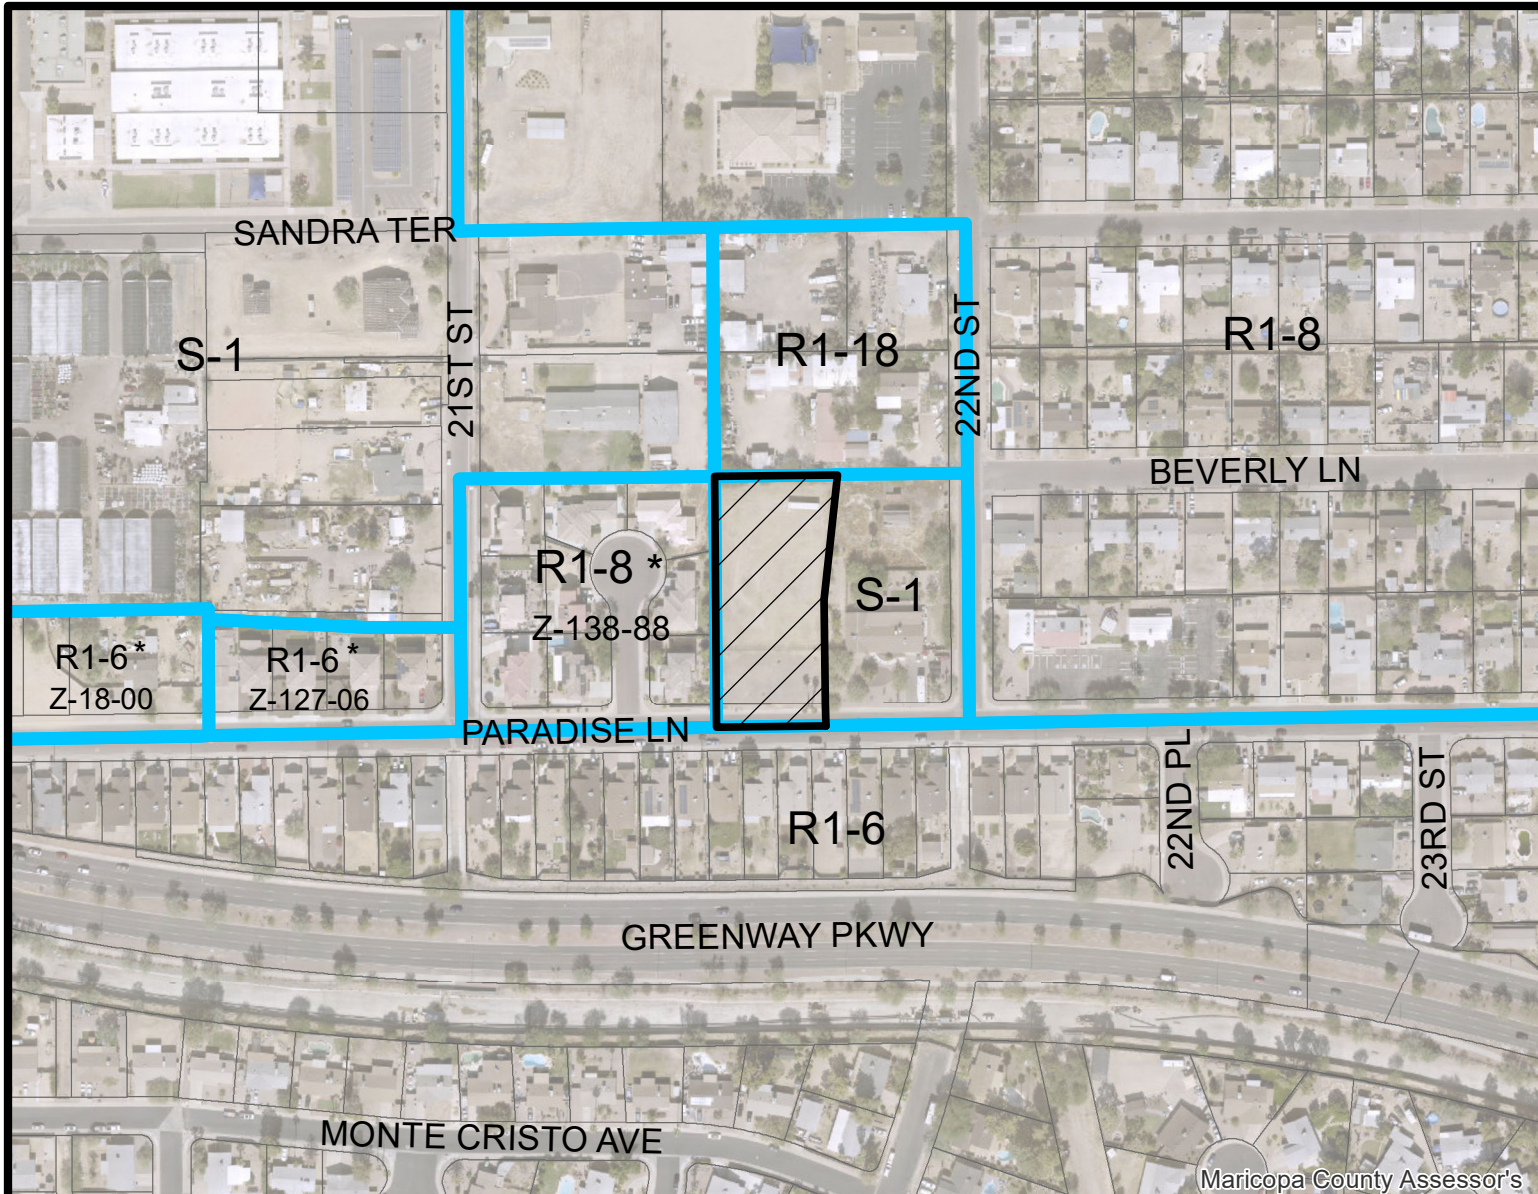 SANDRA TER
21ST ST
22ND ST
S-1
R1-18
R1-8
BEVERLY LN
R1-8 *
Z-138-88
S-1
R1-6 *
Z-18-00
R1-6 *
Z-127-06
PARADISE LN
R1-6
22ND PL
23RD ST
GREENWAY PKWY
MONTE CRISTO AVE
Maricopa County Assessor's